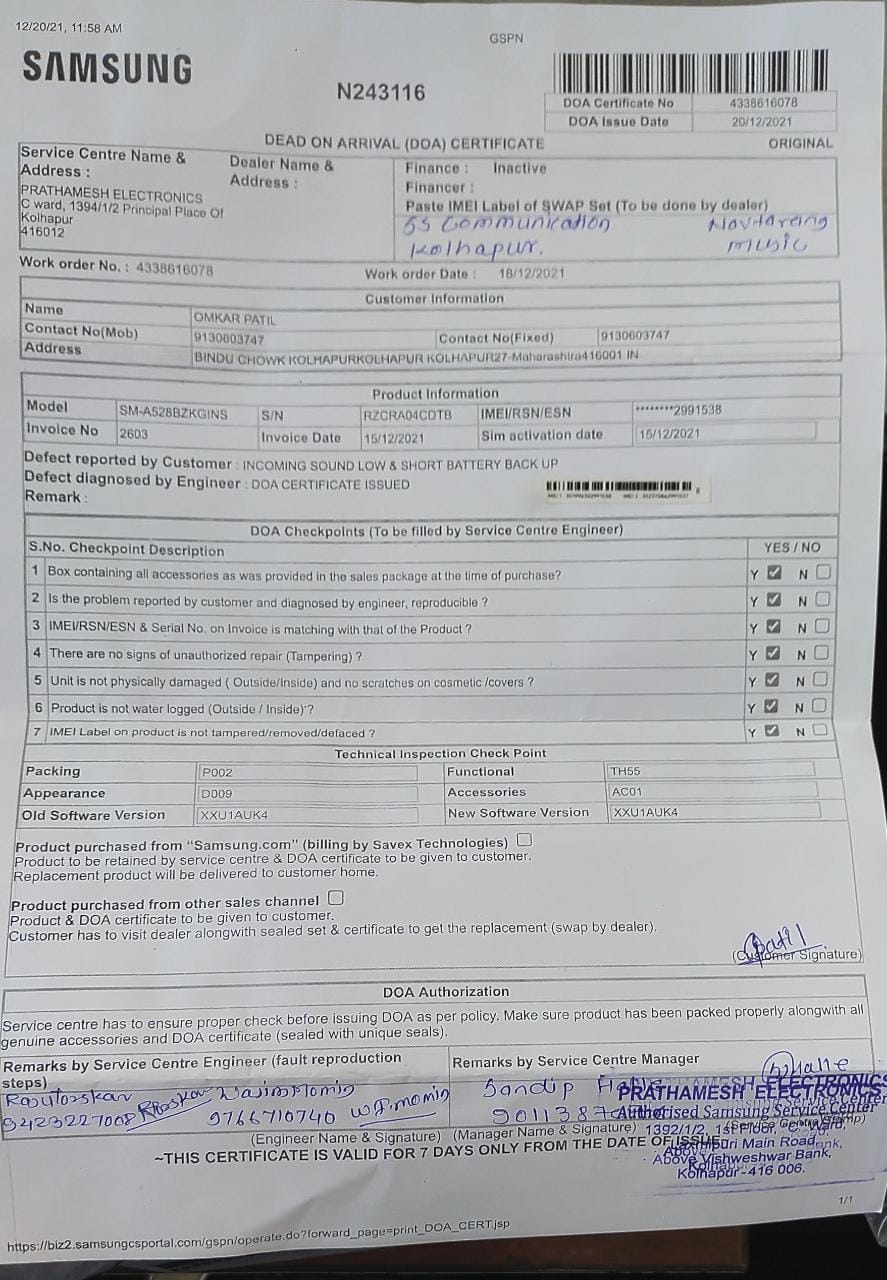 12/20/21, 11:58 AM
GSPN
SAMSUNG
N243116
DOA Certificate No 4338616078
DOA Issue Date 20/12/2021
DEAD ON ARRIVAL (DOA) CERTIFICATE
ORIGINAL
Service Centre Name & Address :
PRATHAMESH ELECTRONICS
C ward, 1394/1/2 Principal Place Of
Kolhapur
416012
Dealer Name &
Address :
Finance : Inactive
Financer :
Paste IMEI Label of SWAP Set (To be done by dealer)
SS Communication Navtarang
Kolhapur. music
Work order No. : 4338616078 Work order Date : 18/12/2021
Customer Information
Name OMKAR PATIL
Contact No(Mob) 9130603747 Contact No(Fixed) 9130603747
Address BINDU CHOWK KOLHAPURKOLHAPUR KOLHAPUR27-Maharashtra416001 IN
Product Information
Model SM-A528BZKGINS S/N RZCRA04CDTB IMEI/RSN/ESN ********2991538
Invoice No 2603 Invoice Date 15/12/2021 Sim activation date 15/12/2021
Defect reported by Customer : INCOMING SOUND LOW & SHORT BATTERY BACK UP
Defect diagnosed by Engineer : DOA CERTIFICATE ISSUED
Remark :
DOA Checkpoints (To be filled by Service Centre Engineer)
S.No. Checkpoint Description YES / NO
1 Box containing all accessories as was provided in the sales package at the time of purchase? Y N
2 Is the problem reported by customer and diagnosed by engineer, reproducible ? Y N
3 IMEI/RSN/ESN & Serial No. on Invoice is matching with that of the Product ? Y N
4 There are no signs of unauthorized repair (Tampering) ? Y N
5 Unit is not physically damaged ( Outside/Inside) and no scratches on cosmetic /covers ? Y N
6 Product is not water logged (Outside / Inside) ? Y N
7 IMEI Label on product is not tampered/removed/defaced ? Y N
Technical Inspection Check Point
Packing P002 Functional TH55
Appearance D009 Accessories AC01
Old Software Version XXU1AUK4 New Software Version XXU1AUK4
Product purchased from "Samsung.com" (billing by Savex Technologies)
Product to be retained by service centre & DOA certificate to be given to customer.
Replacement product will be delivered to customer home.
Product purchased from other sales channel
Product & DOA certificate to be given to customer.
Customer has to visit dealer alongwith sealed set & certificate to get the replacement (swap by dealer).
Patil
(Customer Signature)
DOA Authorization
Service centre has to ensure proper check before issuing DOA as per policy. Make sure product has been packed properly alongwith all
genuine accessories and DOA certificate (sealed with unique seals).
Remarks by Service Centre Engineer (fault reproduction
steps)
Remarks by Service Centre Manager
9423227008
9766710740
Sandip
PRATHAMESH ELECTRONICS
Authorised Samsung Service Center
1392/1/2, 1st Floor, C Ward,
Main Road,
Above Vishweshwar Bank,
Kolhapur-416 006.
(Engineer Name & Signature) (Manager Name & Signature)
~THIS CERTIFICATE IS VALID FOR 7 DAYS ONLY FROM THE DATE OF ISSUE
1/1
https://biz2.samsungcsportal.com/gspn/operate.do?forward_page=print_DOA_CERT.jsp